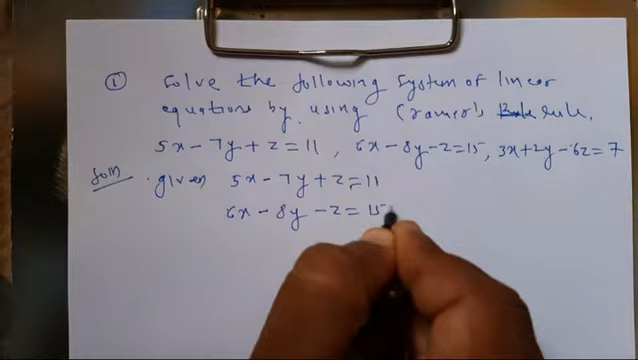 ① Solve the following System of linear
equations by using Cramer's rule.
5x - 7y + z = 11 , 6x - 8y - z = 15, 3x + 2y - 6z = 7
Soln given 5x - 7y + z = 11
6x - 8y - z = 15